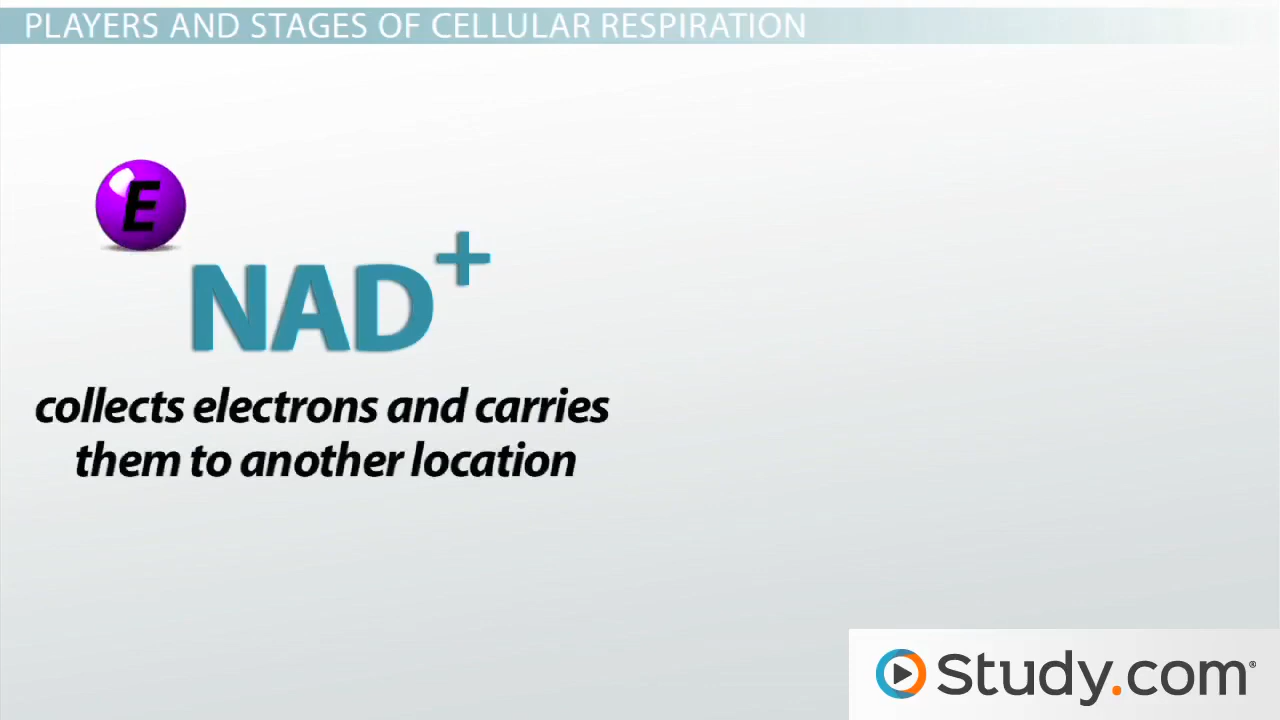 PLAYERS AND STAGES OF CELLULAR RESPIRATION
E
NAD⁺
collects electrons and carries
them to another location
Study.com®